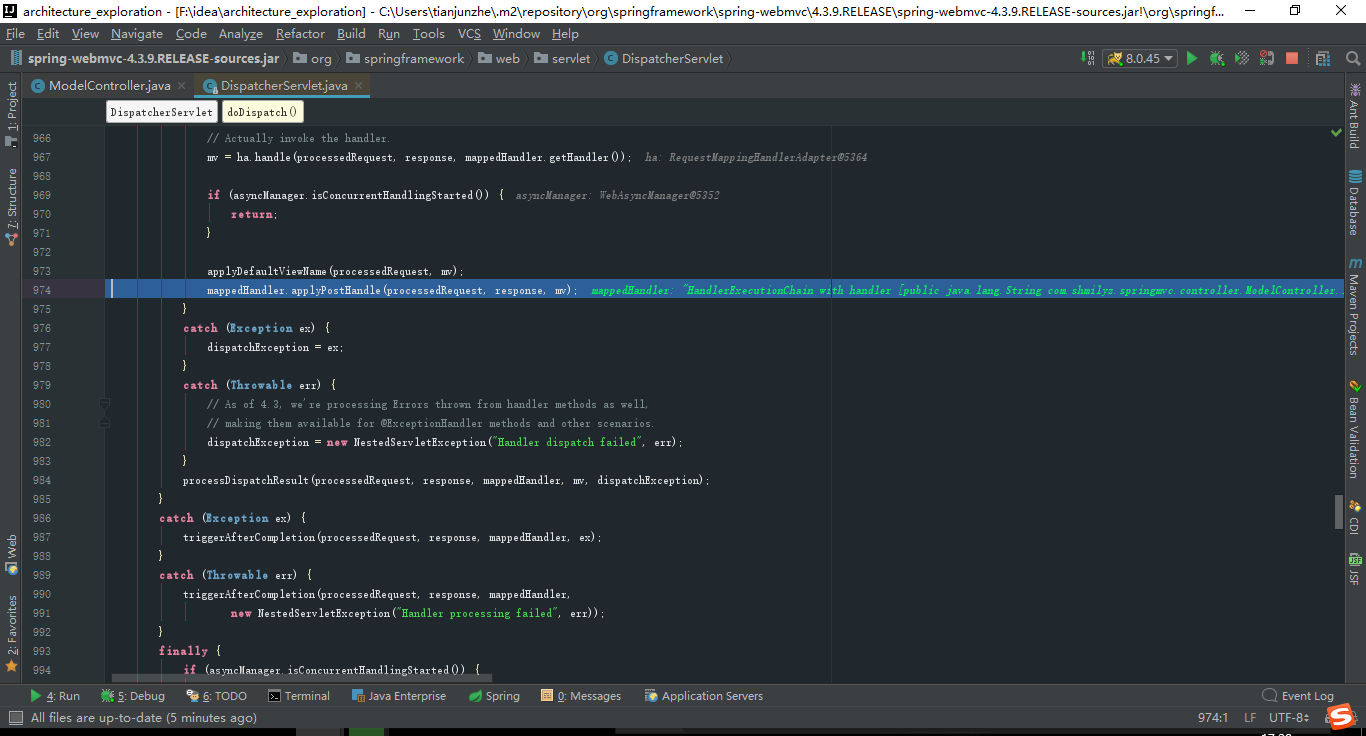 architecture_exploration - [F:\idea\architecture_exploration] - C:\Users\tianjunzhe\.m2\repository\org\springframework\spring-webmvc\4.3.9.RELEASE\spring-webmvc-4.3.9.RELEASE-sources.jar!\org\springf...
File Edit View Navigate Code Analyze Refactor Build Run Tools VCS Window Help
spring-webmvc-4.3.9.RELEASE-sources.jar org springframework web servlet DispatcherServlet 8.0.45
ModelController.java DispatcherServlet.java
DispatcherServlet doDispatch()
966 // Actually invoke the handler.
967 mv = ha.handle(processedRequest, response, mappedHandler.getHandler()); ha: RequestMappingHandlerAdapter@5364
968
969 if (asyncManager.isConcurrentHandlingStarted()) { asyncManager: WebAsyncManager@5352
970 return;
971 }
972
973 applyDefaultViewName(processedRequest, mv);
974 mappedHandler.applyPostHandle(processedRequest, response, mv); mappedHandler: "HandlerExecutionChain with handler [public java.lang.String com.shmilyz.springmvc.controller.ModelController..
975 }
976 catch (Exception ex) {
977 dispatchException = ex;
978 }
979 catch (Throwable err) {
980 // As of 4.3, we're processing Errors thrown from handler methods as well,
981 // making them available for @ExceptionHandler methods and other scenarios.
982 dispatchException = new NestedServletException("Handler dispatch failed", err);
983 }
984 processDispatchResult(processedRequest, response, mappedHandler, mv, dispatchException);
985 }
986 catch (Exception ex) {
987 triggerAfterCompletion(processedRequest, response, mappedHandler, ex);
988 }
989 catch (Throwable err) {
990 triggerAfterCompletion(processedRequest, response, mappedHandler,
991 new NestedServletException("Handler processing failed", err));
992 }
993 finally {
994 if (asyncManager.isConcurrentHandlingStarted()) {
1: Project
7: Structure
Web
2: Favorites
Ant Build
Database
Maven Projects
Bean Validation
CDI
JSF
4: Run 5: Debug 6: TODO Terminal Java Enterprise Spring 0: Messages Application Servers Event Log
All files are up-to-date (5 minutes ago) 974:1 LF UTF-8